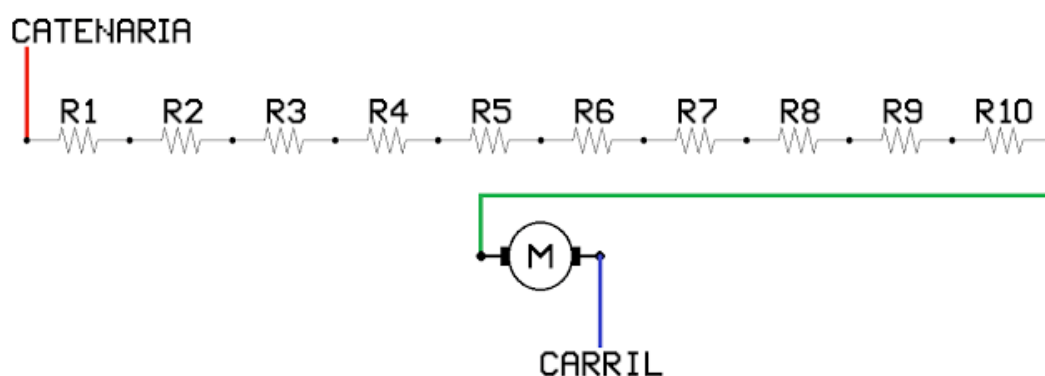 CATENARIA
R1 R2 R3 R4 R5 R6 R7 R8 R9 R10
M
CARRIL